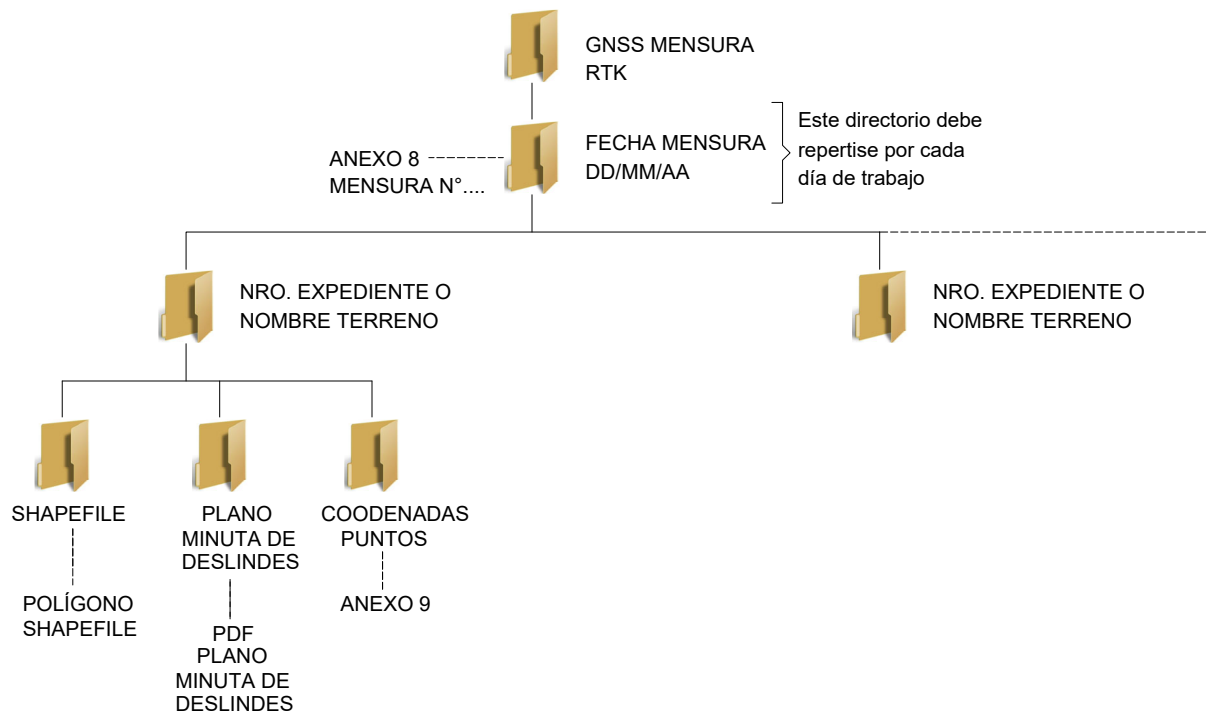 GNSS MENSURA
RTK
ANEXO 8
MENSURA N°....
FECHA MENSURA
DD/MM/AA
Este directorio debe
repertise por cada
día de trabajo
NRO. EXPEDIENTE O
NOMBRE TERRENO
NRO. EXPEDIENTE O
NOMBRE TERRENO
SHAPEFILE
POLÍGONO
SHAPEFILE
PLANO
MINUTA DE
DESLINDES
PDF
PLANO
MINUTA DE
DESLINDES
COODENADAS
PUNTOS
ANEXO 9